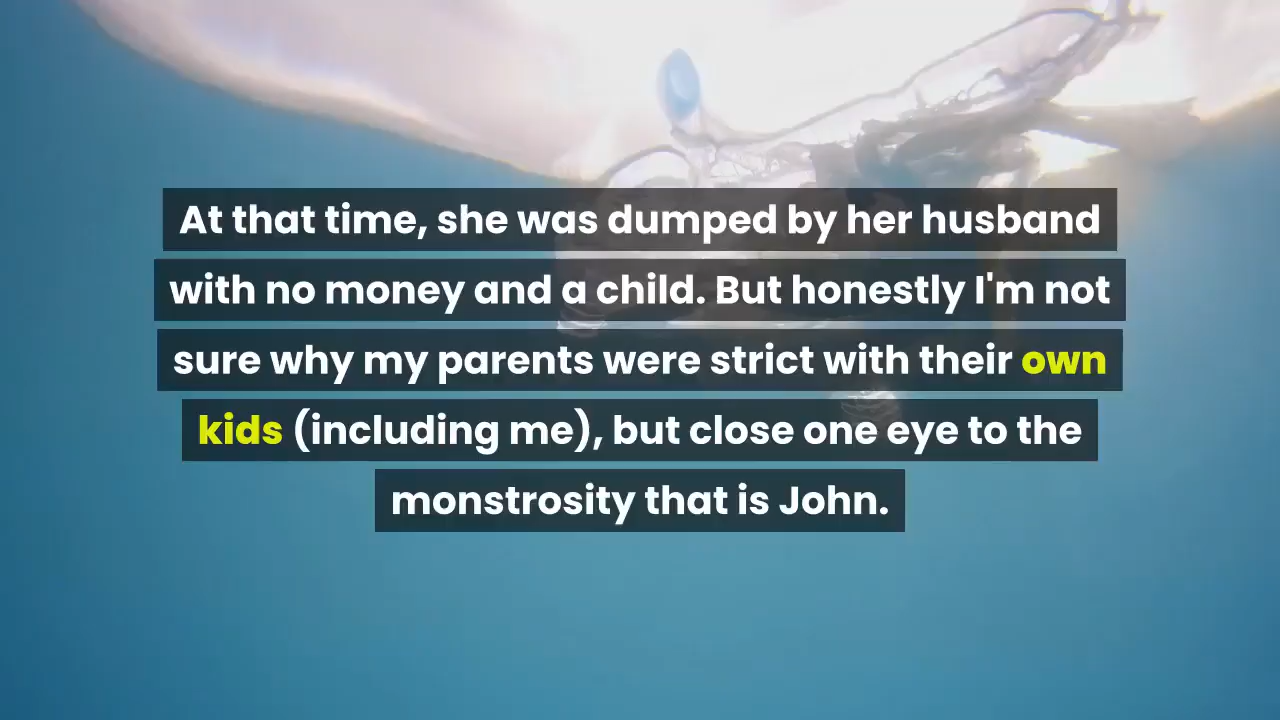 At that time, she was dumped by her husband
with no money and a child. But honestly I'm not
sure why my parents were strict with their own
kids (including me), but close one eye to the
monstrosity that is John.